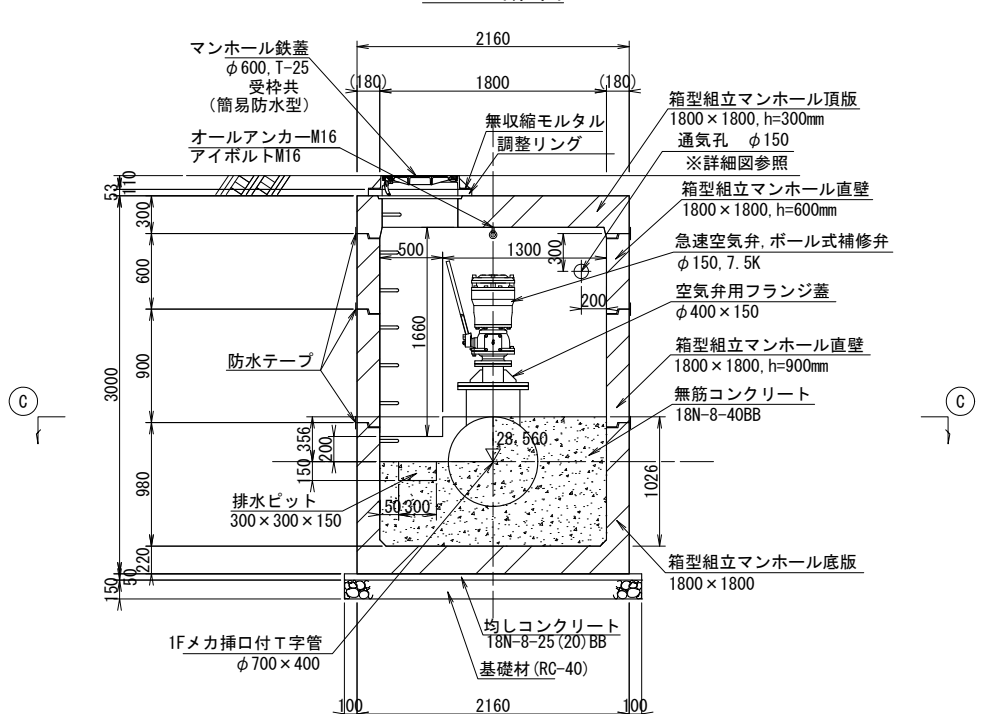 2160
マンホール鉄蓋
φ600, T-25
受枠共
(簡易防水型)
(180)
1800
(180)
箱型組立マンホール頂版
1800×1800, h=300mm
無収縮モルタル
調整リング
オールアンカーM16
アイボルトM16
通気孔　φ150
※詳細図参照
110
53
箱型組立マンホール直壁
1800×1800, h=600mm
300
500
1300
300
急速空気弁, ボール式補修弁
φ150, 7.5K
600
200
空気弁用フランジ蓋
φ400×150
1660
箱型組立マンホール直壁
1800×1800, h=900mm
防水テープ
900
3000
無筋コンクリート
18N-8-40BB
C
C
356
200
150
28.560
980
1026
排水ピット
300×300×150
50
300
220
箱型組立マンホール底版
1800×1800
50
150
均しコンクリート
18N-8-25(20)BB
1Fメカ挿口付T字管
φ700×400
基礎材(RC-40)
100
2160
100